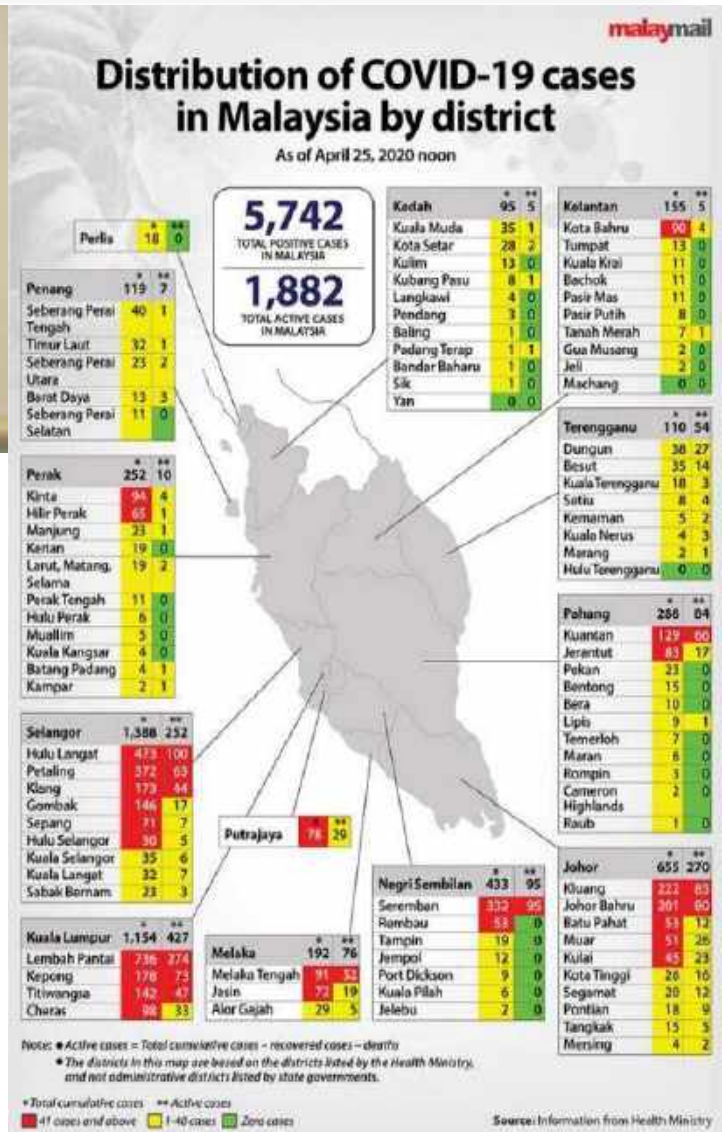 malaymail
Distribution of COVID-19 cases
in Malaysia by district
As of April 25, 2020 noon
5,742
TOTAL POSITIVE CASES
IN MALAYSIA
1,882
TOTAL ACTIVE CASES
IN MALAYSIA
* **
Perlis 18 0
* **
Penang 119 7
Seberang Perai 40 1
Tengah
Timur Laut 32 1
Seberang Perai 23 2
Utara
Barat Daya 13 3
Seberang Perai 11 0
Selatan
* **
Perak 252 10
Kinta 94 4
Hilir Perak 65 1
Manjung 23 1
Kerian 19 0
Larut, Matang, 19 2
Selama
Perak Tengah 11 0
Hulu Perak 6 0
Muallim 5 0
Kuala Kangsar 4 0
Batang Padang 4 1
Kampar 2 1
* **
Selangor 1,388 252
Hulu Langat 473 100
Petaling 372 63
Klang 173 44
Gombak 146 17
Sepang 71 7
Hulu Selangor 5
Kuala Selangor 35 6
Kuala Langat 32 7
Sabak Bernam 23 3
* **
Kuala Lumpur 1,154 427
Lembah Pantai 736 274
Kepong 178 73
Titiwangsa 142 47
Cheras 98 33
* **
Putrajaya 78 29
* **
Melaka 192 76
Melaka Tengah 91 52
Jasin 72 19
Alor Gajah 29 5
* **
Negri Sembilan 433 95
Seremban 332 95
Rembau 53 0
Tampin 19 0
Jempol 12 0
Port Dickson 9 0
Kuala Pilah 6 0
Jelebu 2 0
* **
Kedah 95 5
Kuala Muda 35 1
Kota Setar 28 2
Kulim 13 0
Kubang Pasu 8 1
Langkawi 4 0
Pendang 3 0
Baling 1 0
Padang Terap 1 1
Bandar Baharu 1 0
Sik 1 0
Yan 0 0
* **
Kelantan 155 5
Kota Bahru 90 4
Tumpat 13 0
Kuala Krai 11 0
Bachok 11 0
Pasir Mas 11 0
Pasir Putih 8 0
Tanah Merah 7 1
Gua Musang 2 0
Jeli 2 0
Machang 0 0
* **
Terengganu 110 54
Dungun 38 27
Besut 35 14
Kuala Terengganu 18 3
Setiu 8 4
Kemaman 5 2
Kuala Nerus 4 3
Marang 2 1
Hulu Terengganu 0 0
* **
Pahang 288 84
Kuantan 129 66
Jerantut 83 17
Pekan 23 0
Bentong 15 0
Bera 10 0
Lipis 9 1
Temerloh 7 0
Maran 6 0
Rompin 3 0
Cameron 2 0
Highlands
Raub 1 0
* **
Johor 655 270
Kluang 222 85
Johor Bahru 201 80
Batu Pahat 53 12
Muar 51 26
Kulai 45 23
Kota Tinggi 26 16
Segamat 20 12
Pontian 18 9
Tangkak 15 5
Mersing 4 2
Note: ● Active cases = Total cumulative cases – recovered cases – deaths
● The districts in this map are based on the districts listed by the Health Ministry,
and not administrative districts listed by state governments.
* Total cumulative cases ** Active cases
41 cases and above 1-40 cases Zero cases
Source: Information from Health Ministry